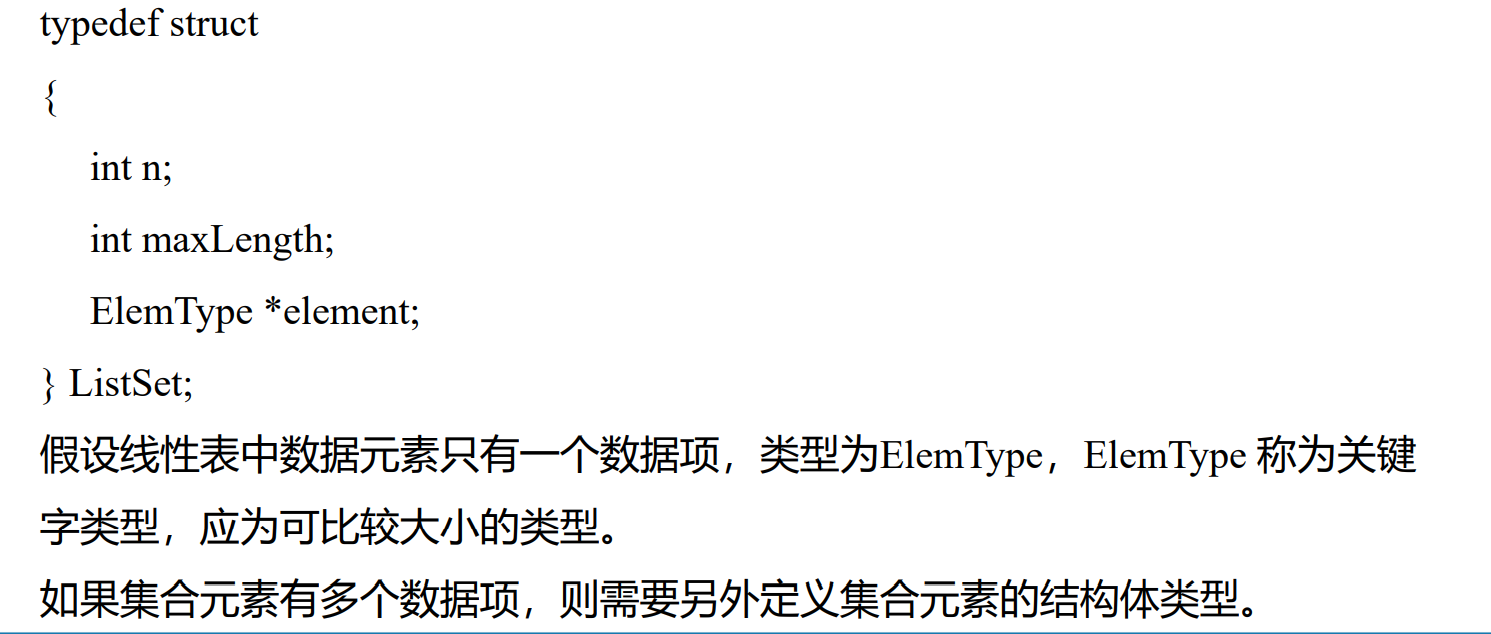 typedef struct
{
int n;
int maxLength;
ElemType *element;
} ListSet;
假设线性表中数据元素只有一个数据项，类型为ElemType，ElemType 称为关键
字类型，应为可比较大小的类型。
如果集合元素有多个数据项，则需要另外定义集合元素的结构体类型。